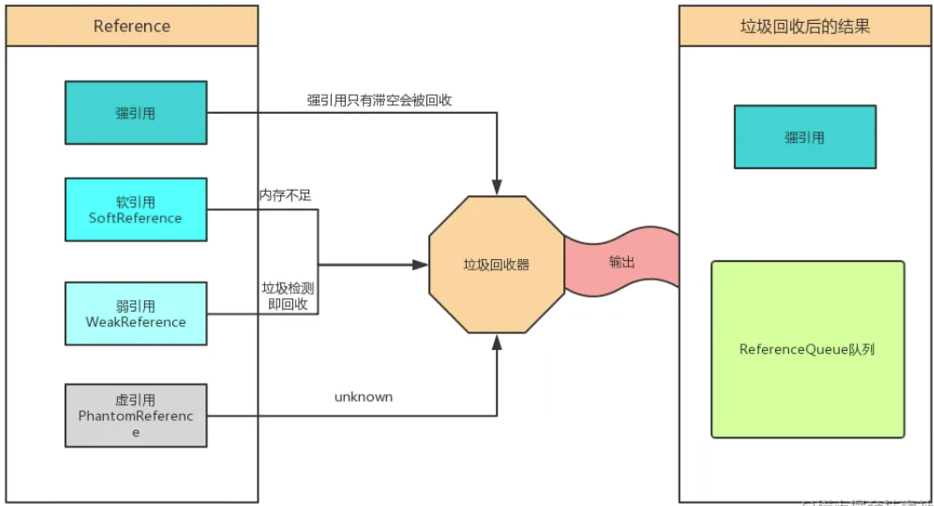 Reference
垃圾回收后的结果
强引用
强引用只有滞空会被回收
强引用
软引用
SoftReference
内存不足
垃圾回收器
输出
弱引用
WeakReference
垃圾检测
即回收
ReferenceQueue队列
虚引用
PhantomReferenc
e
unknown